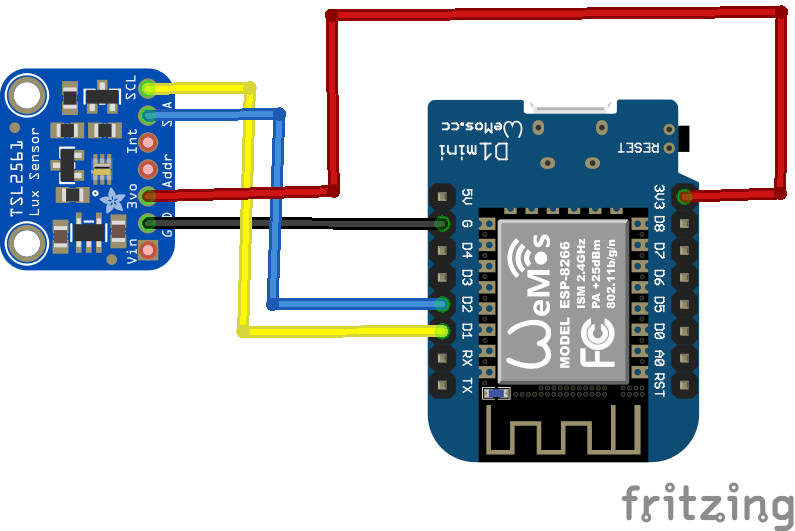 SCL
SDA
Int
Addr
3vo
GND
Vin
TSL2561
Lux Sensor
WeMos.cc
D1mini
RESET
5V
G
D4
D3
D2
D1
RX
TX
3V3
D8
D7
D6
D5
D0
A0
RST
WeMos
MODEL ESP-8266
ISM 2.4GHz
PA +25dBm
802.11b/g/n
FC
fritzing